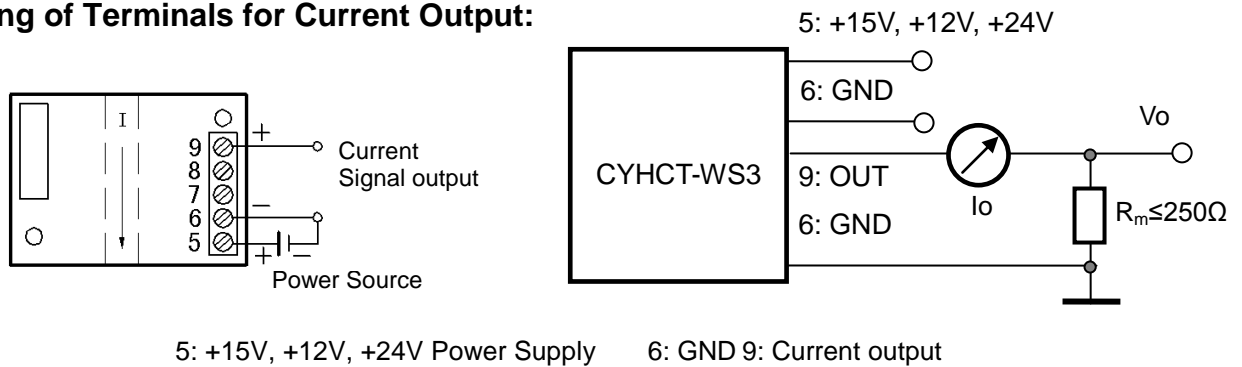 ng of Terminals for Current Output:
I
+
9
8
7
6
5
Current
Signal output
−
+
−
Power Source
5: +15V, +12V, +24V
6: GND
CYHCT-WS3
9: OUT
6: GND
Io
Vo
Rm≤250Ω
5: +15V, +12V, +24V Power Supply 6: GND 9: Current output